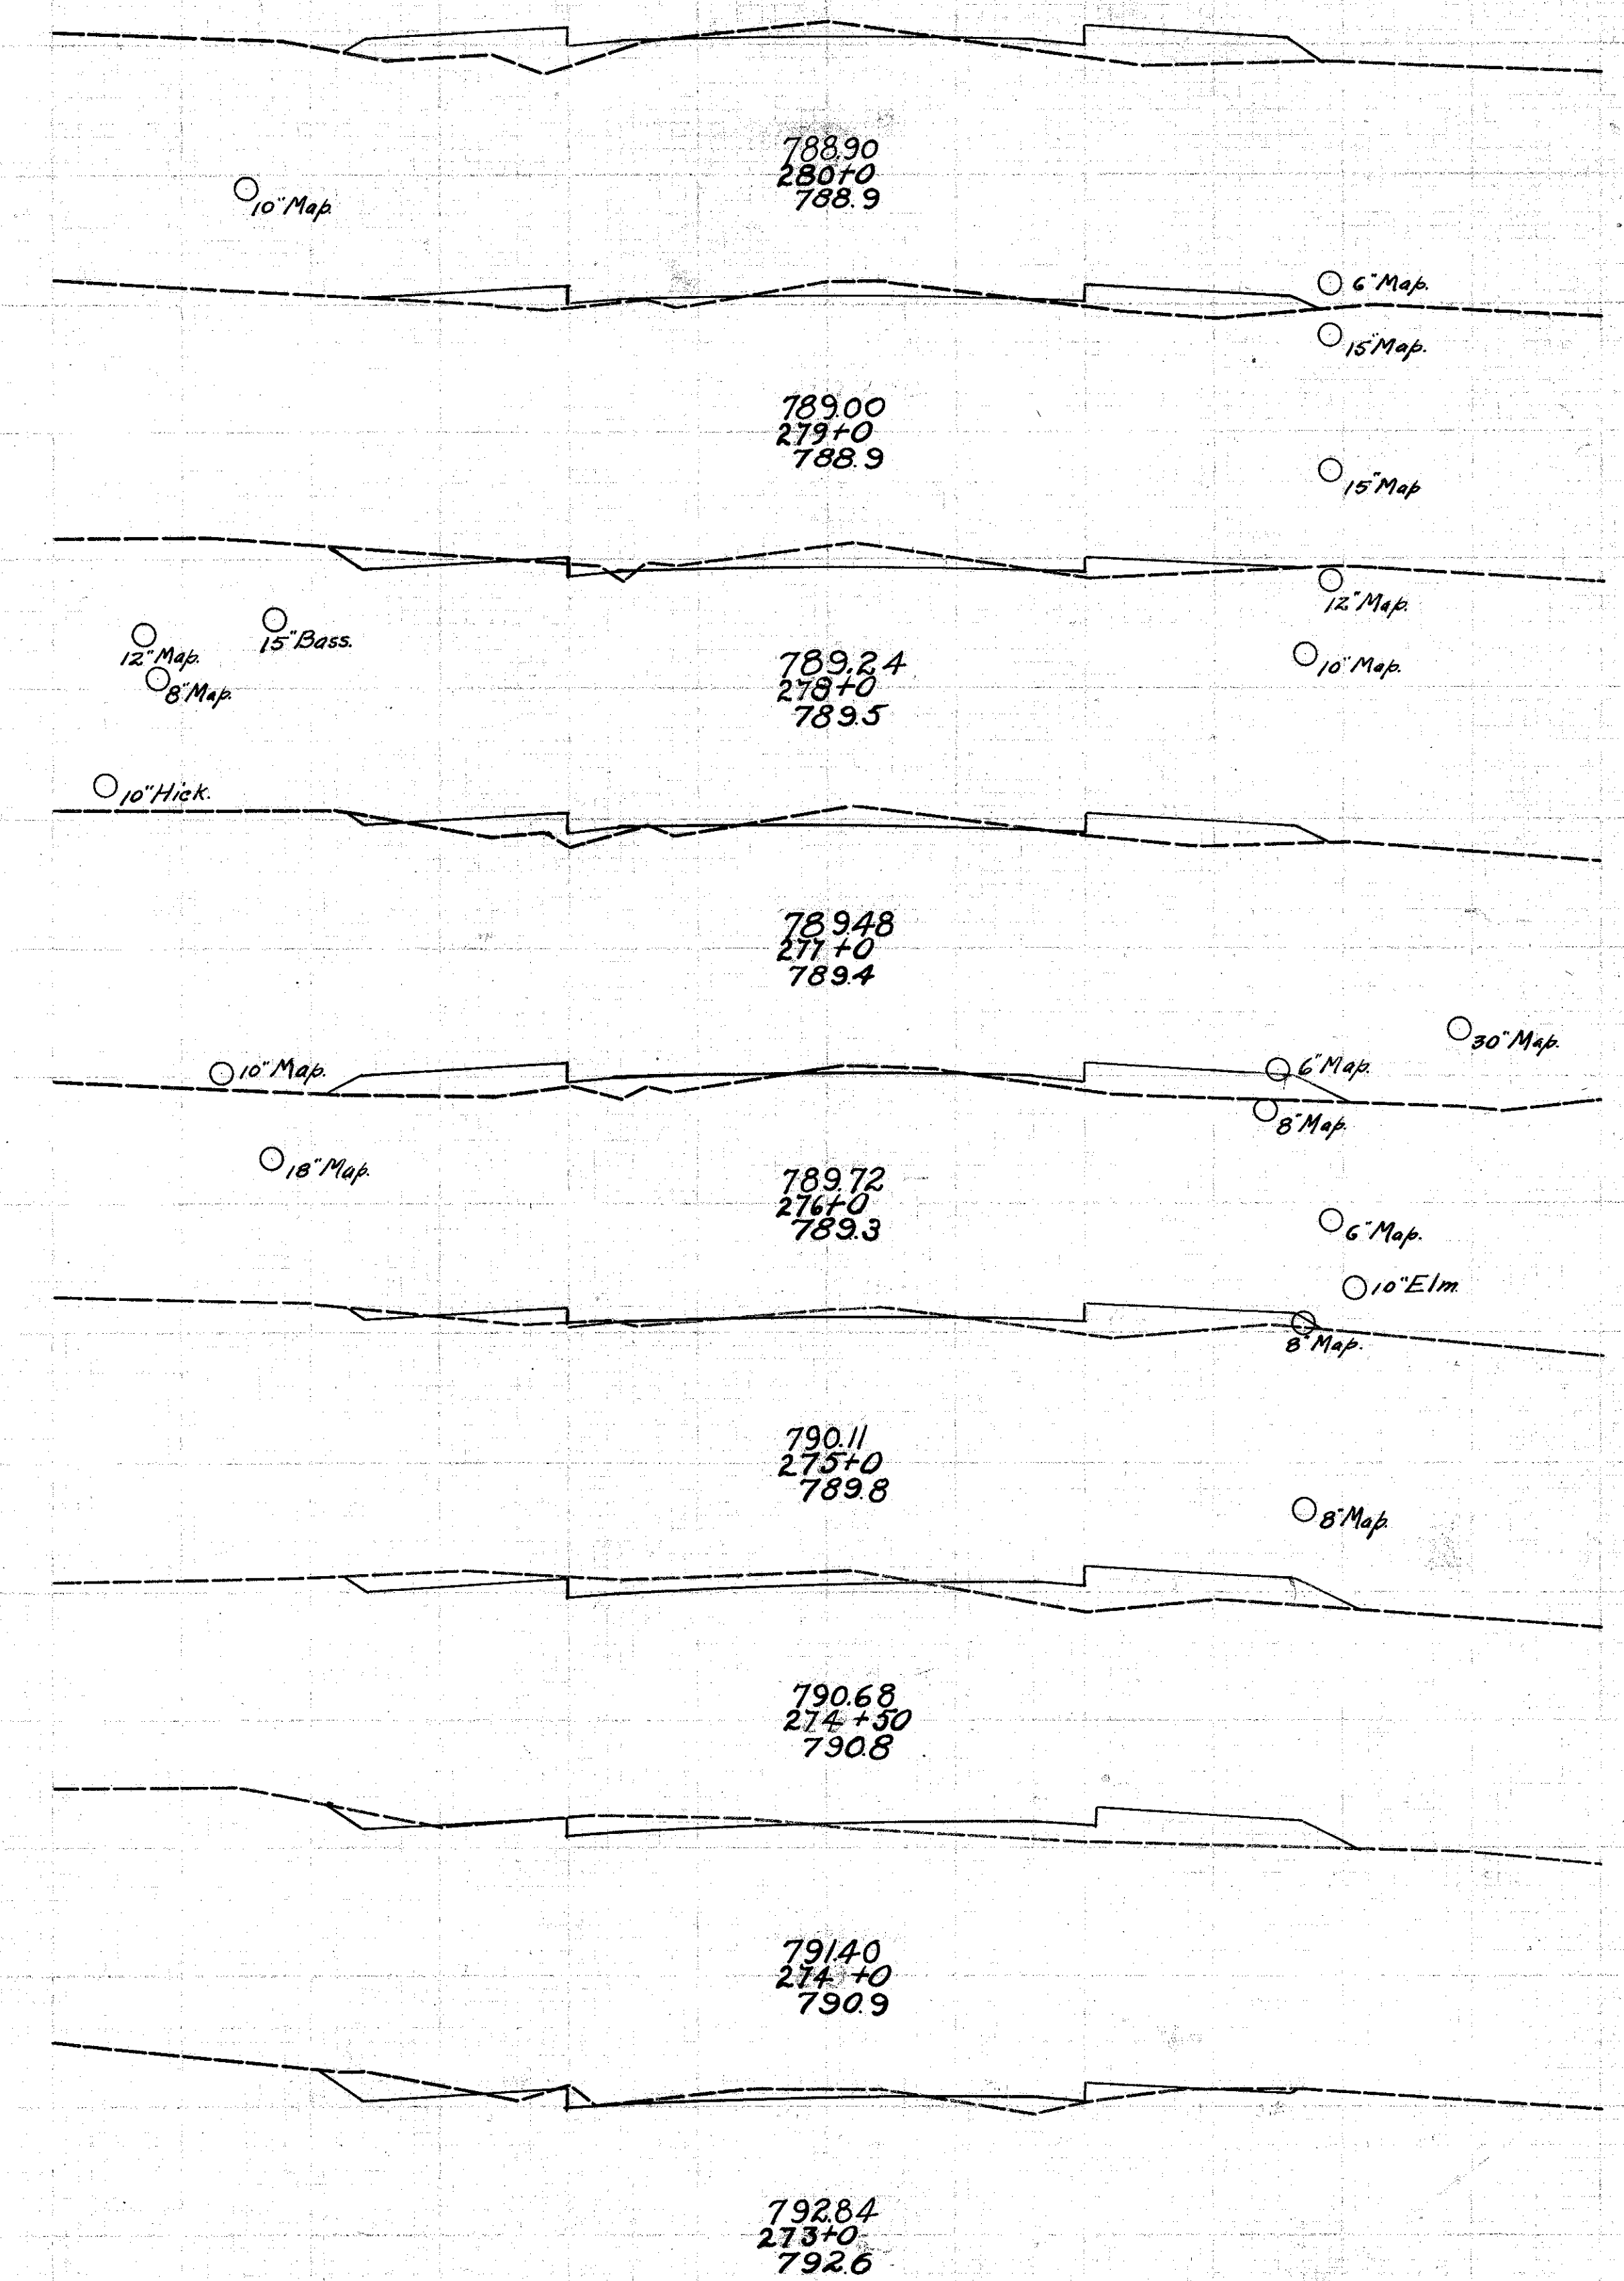 788.90
280+0
788.9
10"Map.
6"Map.
15"Map.
789.00
279+0
788.9
15"Map
12"Map.
15"Bass.
12"Map.
8"Map.
789.24
278+0
789.5
10"Map.
10"Hick.
789.48
277+0
789.4
30"Map.
10"Map.
6"Map.
8"Map.
18"Map.
789.72
276+0
789.3
6"Map.
10"Elm
8"Map.
790.11
275+0
789.8
8"Map.
790.68
274+50
790.8
791.40
274+0
790.9
792.84
273+0
792.6